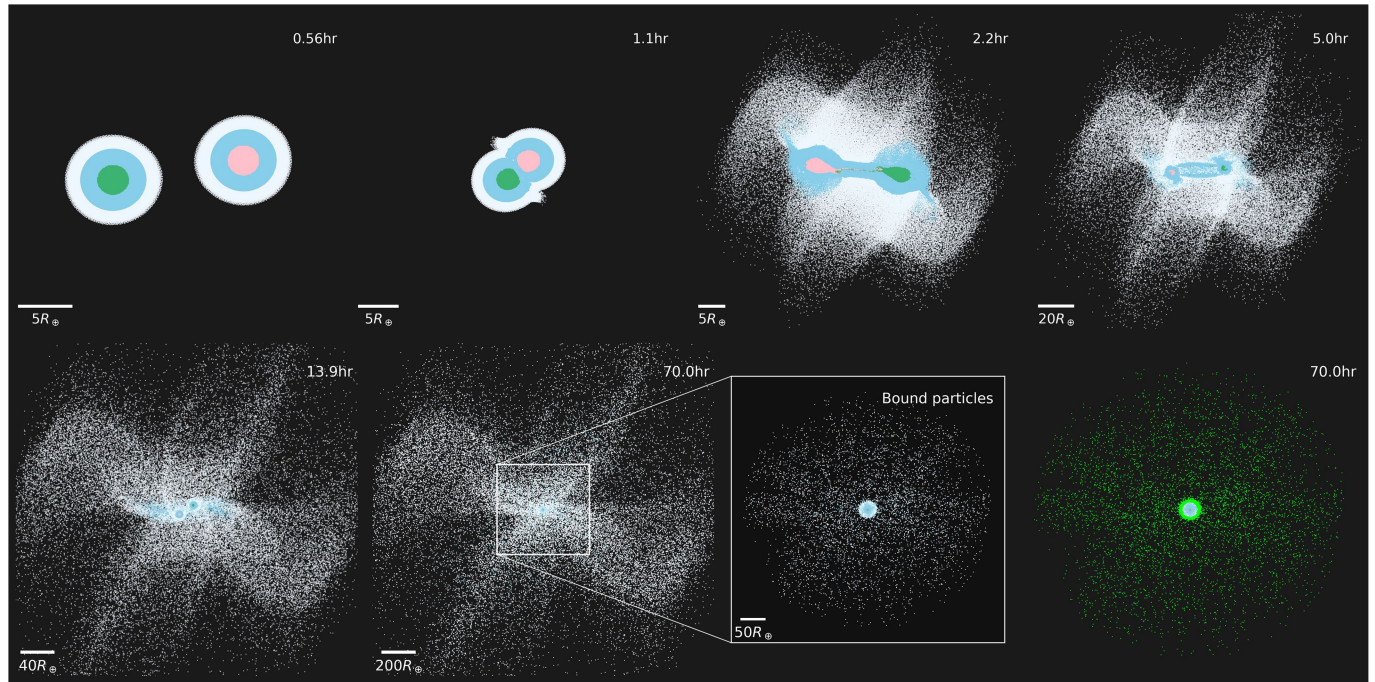 0.56hr
5R⊕
1.1hr
5R⊕
2.2hr
5R⊕
5.0hr
20R⊕
13.9hr
40R⊕
70.0hr
200R⊕
Bound particles
50R⊕
70.0hr